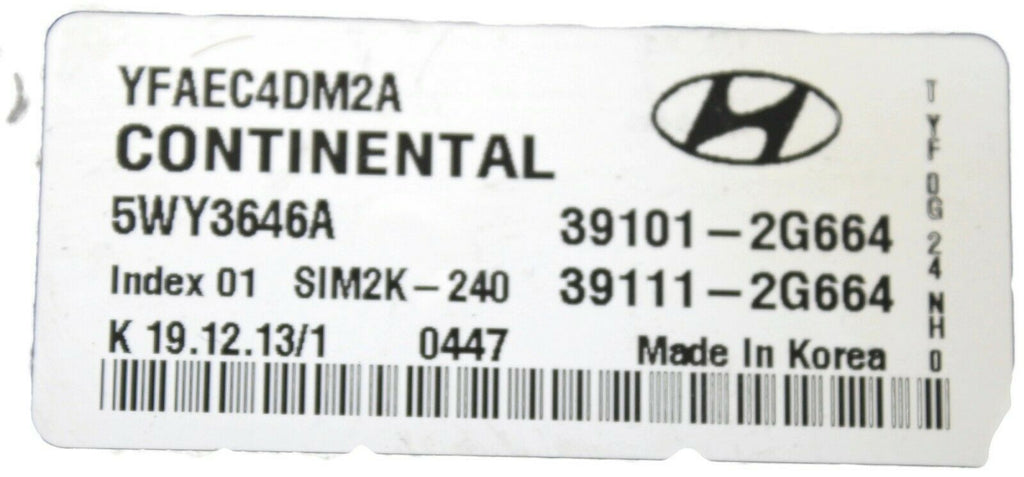 YFAEC4DM2A
CONTINENTAL
5WY3646A 39101-2G664
Index 01 SIM2K-240 39111-2G664
K 19.12.13/1 0447 Made In Korea
TYF0G24NH0